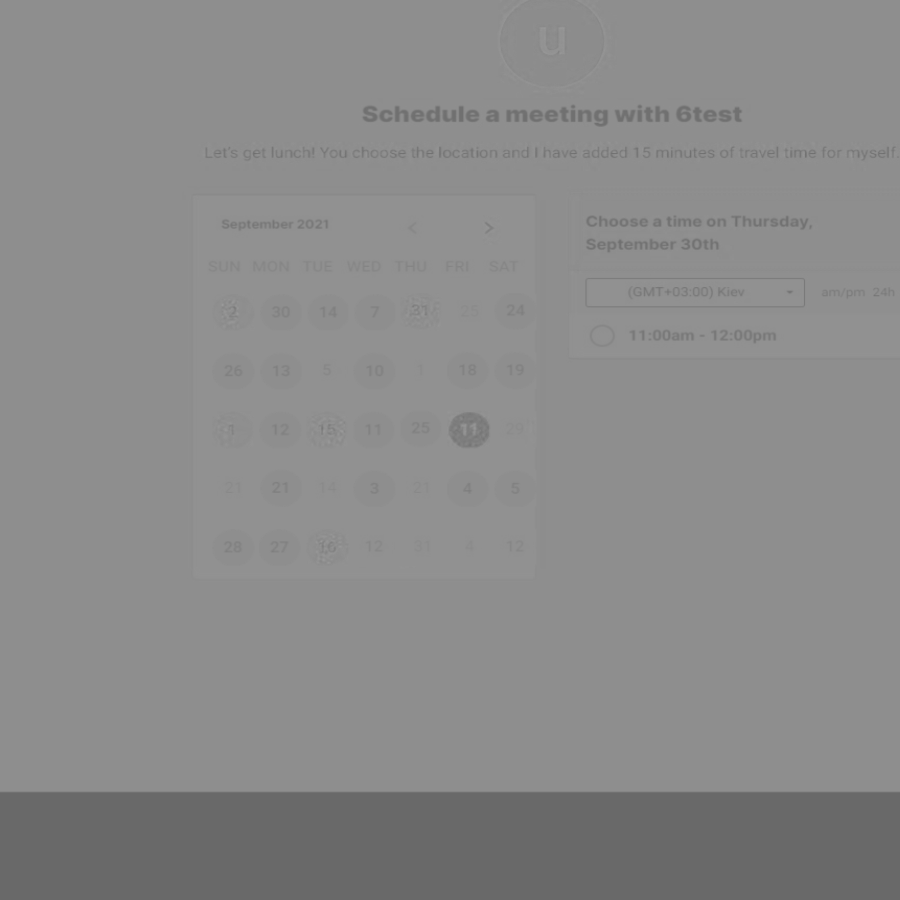 u
Schedule a meeting with 6test
Let's get lunch! You choose the location and I have added 15 minutes of travel time for myself.
September 2021
SUN MON TUE WED THU FRI SAT
2 30 14 7 31 15 24
26 13 5 10 1 18 19
1 12 15 11 25 11 29
21 21 14 3 21 4 5
28 27 16 12 31 4 12
Choose a time on Thursday,
September 30th
(GMT+03:00) Kiev am/pm 24h
11:00am - 12:00pm